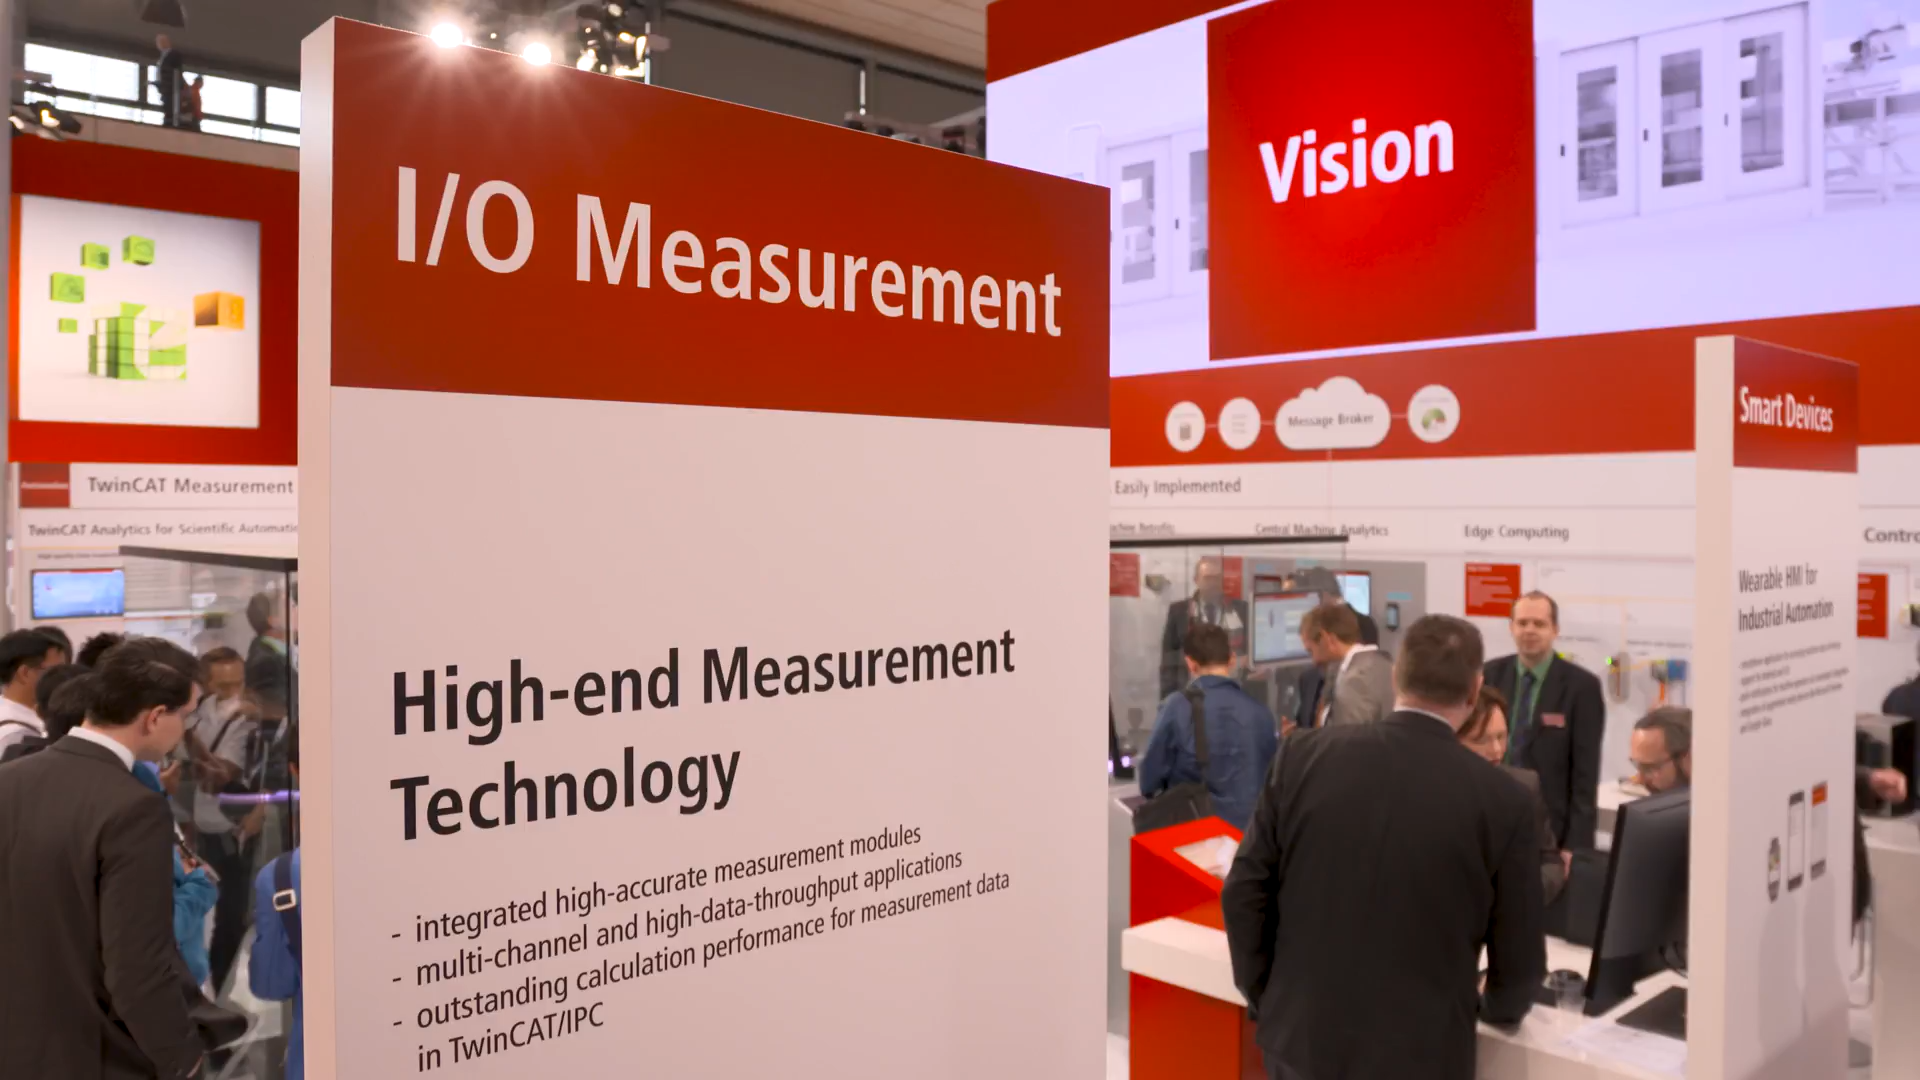 I/O Measurement
High-end Measurement
Technology
- integrated high-accurate measurement modules
- multi-channel and high-data-throughput applications
- outstanding calculation performance for measurement data
in TwinCAT/IPC
Vision
Message Broker
Easily Implemented
Central Machine Analytics
Edge Computing
Smart Devices
Wearable HMI for
Industrial Automation
TwinCAT Measurement
TwinCAT Analytics for Scientific